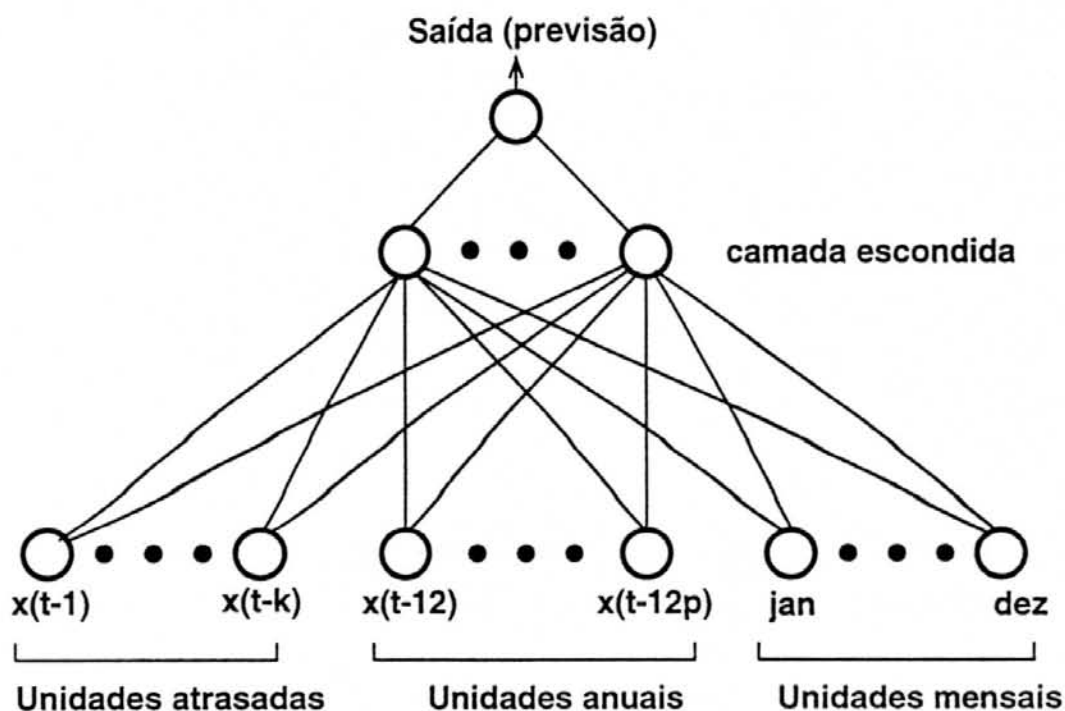 Saída (previsão)
camada escondida
x(t-1) x(t-k) x(t-12) x(t-12p) jan dez
Unidades atrasadas Unidades anuais Unidades mensais